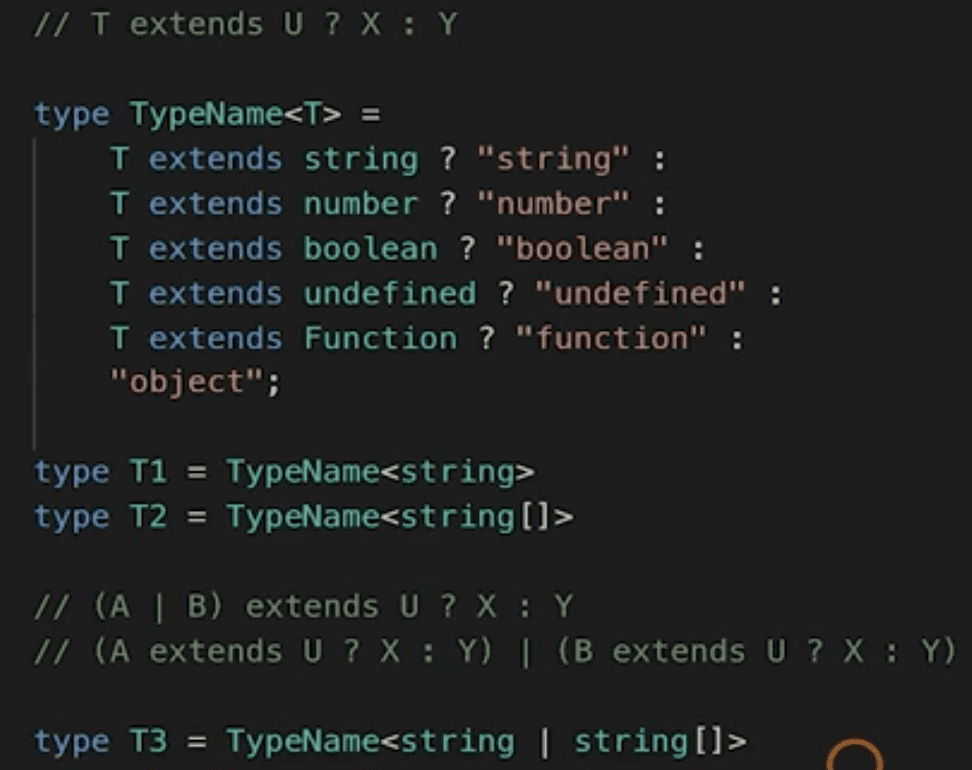 // T extends U ? X : Y
type TypeName<T> =
T extends string ? "string" :
T extends number ? "number" :
T extends boolean ? "boolean" :
T extends undefined ? "undefined" :
T extends Function ? "function" :
"object";
type T1 = TypeName<string>
type T2 = TypeName<string[]>
// (A | B) extends U ? X : Y
// (A extends U ? X : Y) | (B extends U ? X : Y)
type T3 = TypeName<string | string[]>